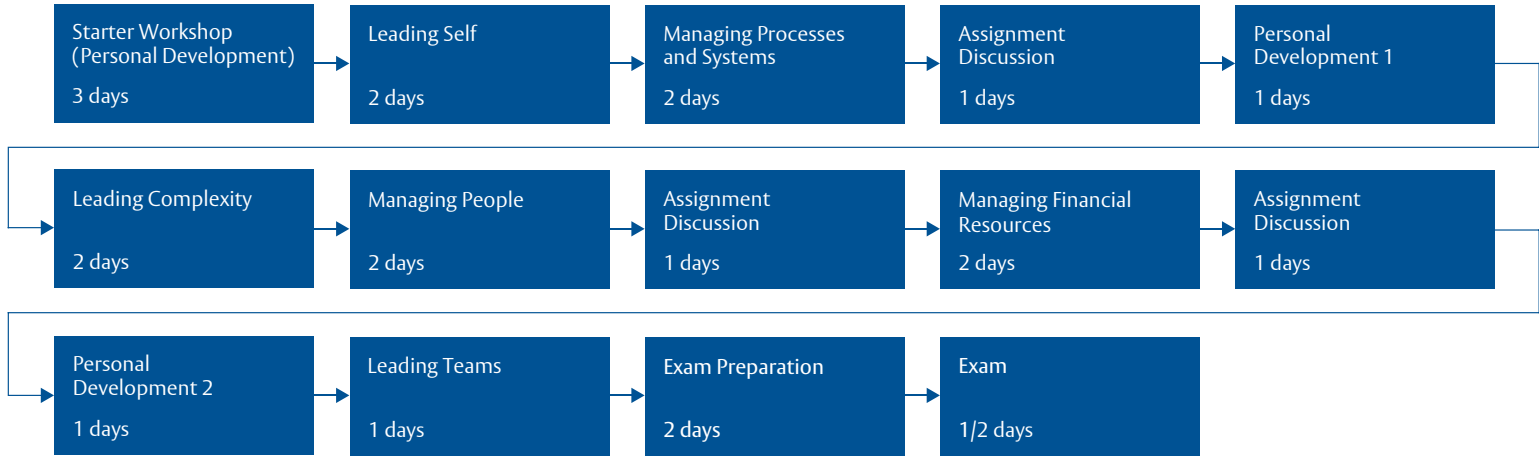 Starter Workshop
(Personal Development)
3 days
Leading Self
2 days
Managing Processes
and Systems
2 days
Assignment
Discussion
1 days
Personal
Development 1
1 days
Leading Complexity
2 days
Managing People
2 days
Assignment
Discussion
1 days
Managing Financial
Resources
2 days
Assignment
Discussion
1 days
Personal
Development 2
1 days
Leading Teams
1 days
Exam Preparation
2 days
Exam
1/2 days